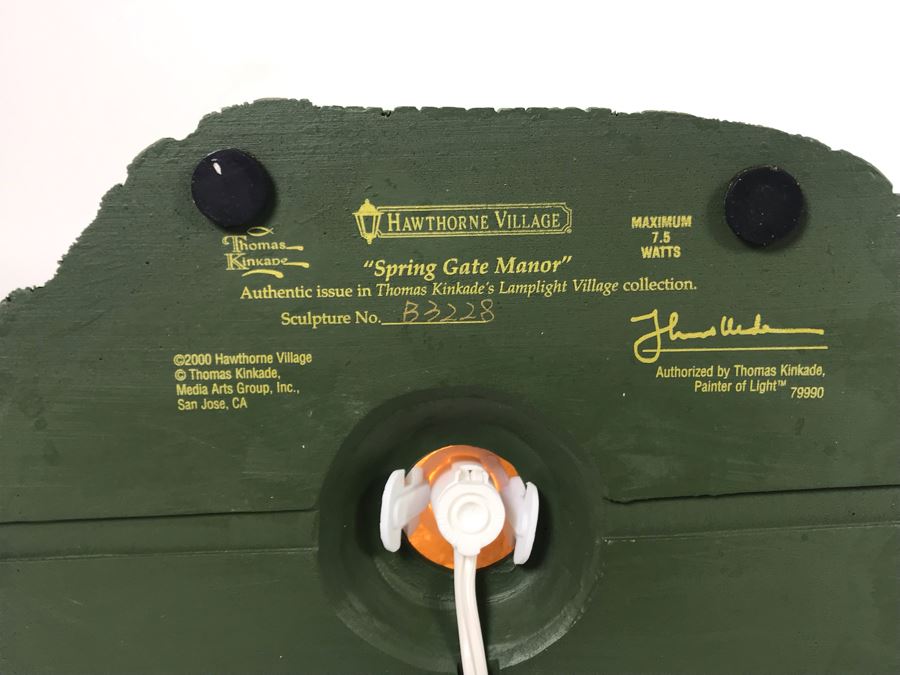 HAWTHORNE VILLAGE®
Thomas
Kinkade
MAXIMUM
7.5
WATTS
"Spring Gate Manor"
Authentic issue in Thomas Kinkade's Lamplight Village collection.
Sculpture No. B3228
©2000 Hawthorne Village
© Thomas Kinkade,
Media Arts Group, Inc.,
San Jose, CA
Authorized by Thomas Kinkade,
Painter of Light™
79990